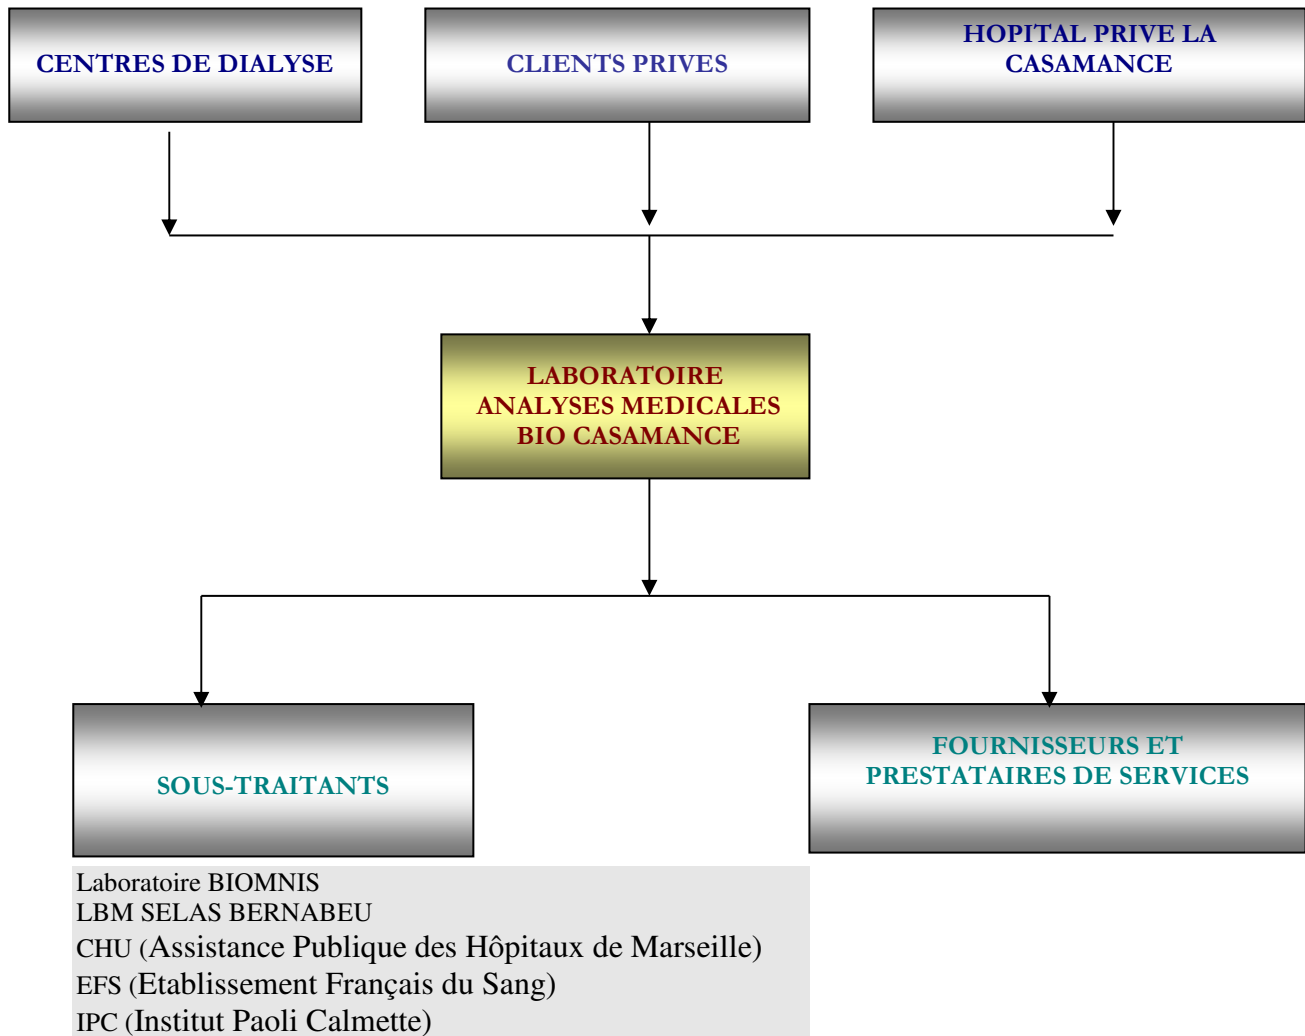 CENTRES DE DIALYSE
CLIENTS PRIVES
HOPITAL PRIVE LA
CASAMANCE
LABORATOIRE
ANALYSES MEDICALES
BIO CASAMANCE
SOUS-TRAITANTS
FOURNISSEURS ET
PRESTATAIRES DE SERVICES
Laboratoire BIOMNIS
LBM SELAS BERNABEU
CHU (Assistance Publique des Hôpitaux de Marseille)
EFS (Etablissement Français du Sang)
IPC (Institut Paoli Calmette)